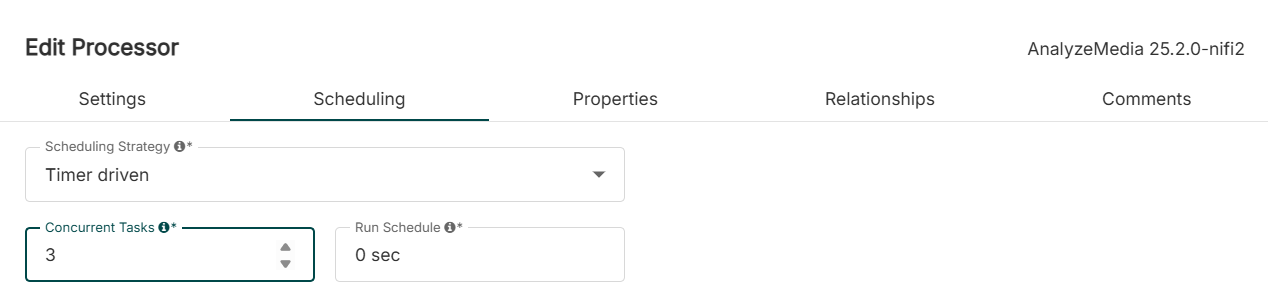 Edit Processor
AnalyzeMedia 25.2.0-nifi2
Settings Scheduling Properties Relationships Comments
Scheduling Strategy *
Timer driven
Concurrent Tasks * Run Schedule *
3 0 sec